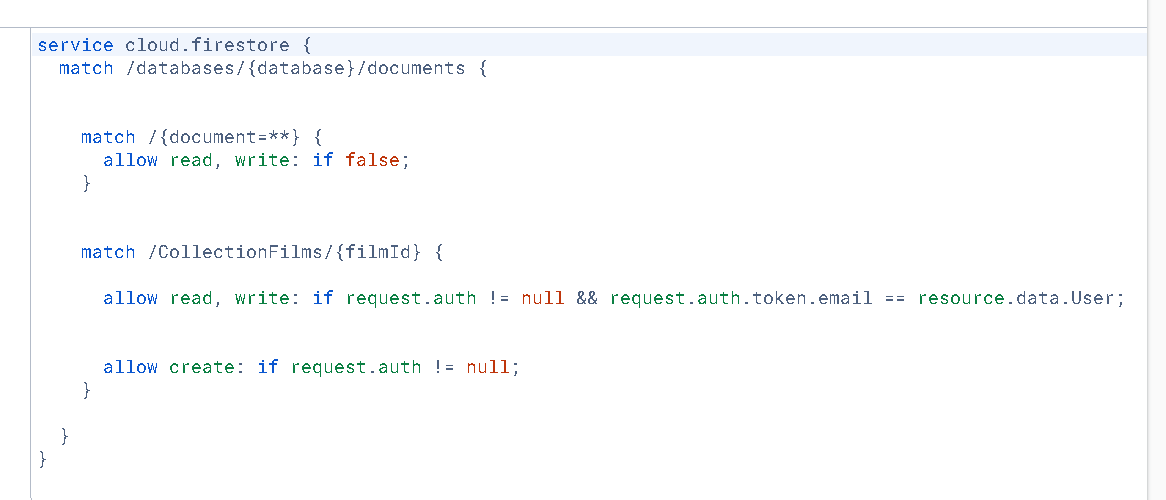 service cloud.firestore {
match /databases/{database}/documents {
match /{document=**} {
allow read, write: if false;
}
match /CollectionFilms/{filmId} {
allow read, write: if request.auth != null && request.auth.token.email == resource.data.User;
allow create: if request.auth != null;
}
}
}